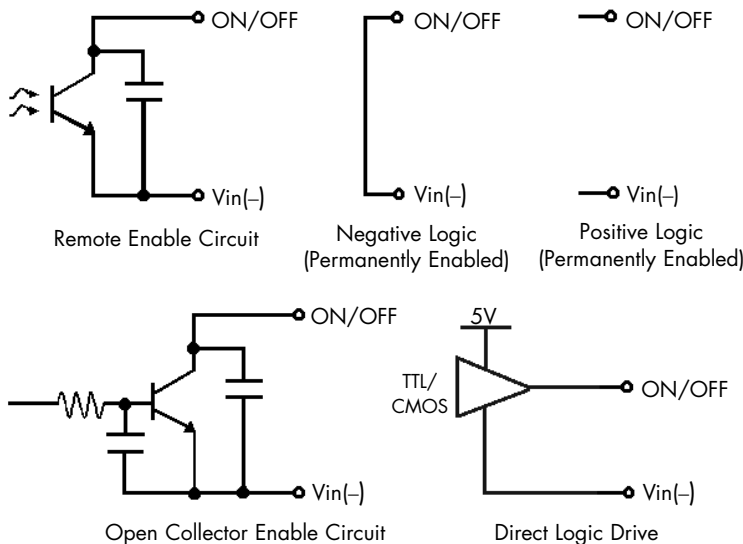 ON/OFF
Vin(–)
Remote Enable Circuit
ON/OFF
Vin(–)
Negative Logic
(Permanently Enabled)
ON/OFF
Vin(–)
Positive Logic
(Permanently Enabled)
ON/OFF
Vin(–)
Open Collector Enable Circuit
5V
TTL/
CMOS
ON/OFF
Vin(–)
Direct Logic Drive